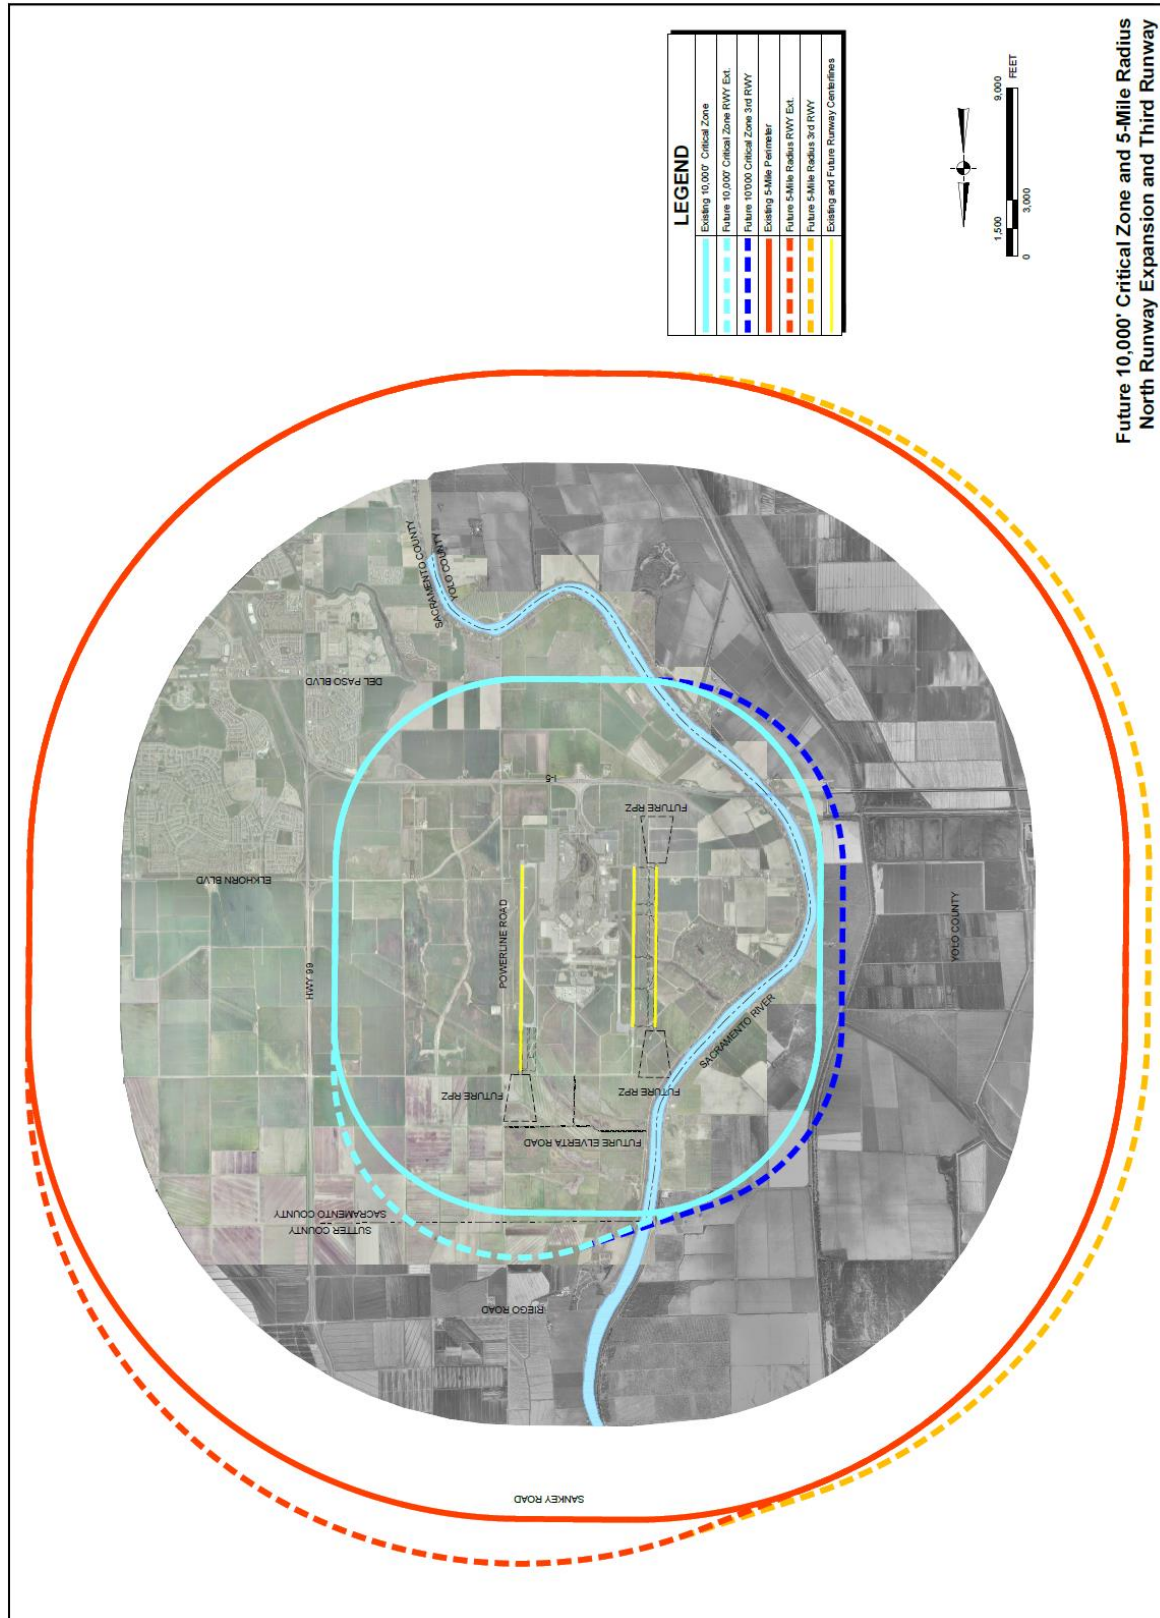 Future 10,000' Critical Zone and 5-Mile Radius
North Runway Expansion and Third Runway
LEGEND
Existing 10,000' Critical Zone
Future 10,000' Critical Zone RWY Ext.
Future 10'000 Critical Zone 3rd RWY
Existing 5-Mile Perimeter
Future 5-Mile Radius RWY Ext.
Future 5-Mile Radius 3rd RWY
Existing and Future Runway Centerlines
1,500
9,000
0
3,000
FEET
SACRAMENTO COUNTY
YOLO COUNTY
DEL PASO BLVD
I-5
FUTURE RPZ
ELKHORN BLVD
POWERLINE ROAD
HWY 99
YOLO COUNTY
SACRAMENTO RIVER
FUTURE RPZ
FUTURE RPZ
FUTURE ELVERTA ROAD
SACRAMENTO COUNTY
SUTTER COUNTY
RIEGO ROAD
SANKEY ROAD